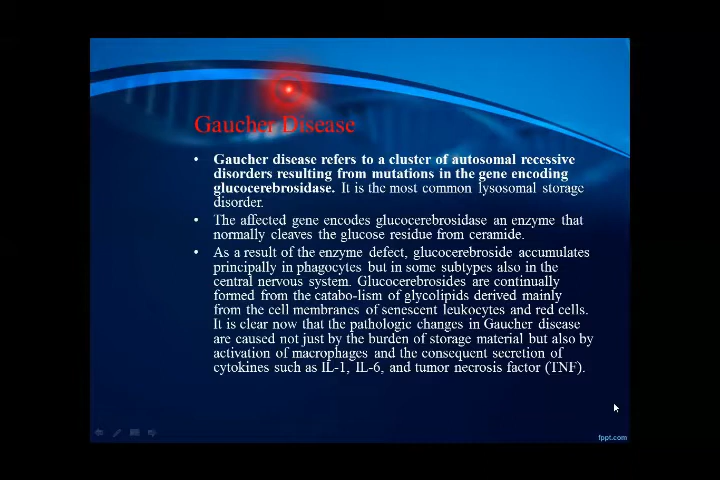 Gaucher Disease
• Gaucher disease refers to a cluster of autosomal recessive
disorders resulting from mutations in the gene encoding
glucocerebrosidase. It is the most common lysosomal storage
disorder.
• The affected gene encodes glucocerebrosidase an enzyme that
normally cleaves the glucose residue from ceramide.
• As a result of the enzyme defect, glucocerebroside accumulates
principally in phagocytes but in some subtypes also in the
central nervous system. Glucocerebrosides are continually
formed from the catabo-lism of glycolipids derived mainly
from the cell membranes of senescent leukocytes and red cells.
It is clear now that the pathologic changes in Gaucher disease
are caused not just by the burden of storage material but also by
activation of macrophages and the consequent secretion of
cytokines such as IL-1, IL-6, and tumor necrosis factor (TNF).
fppt.com